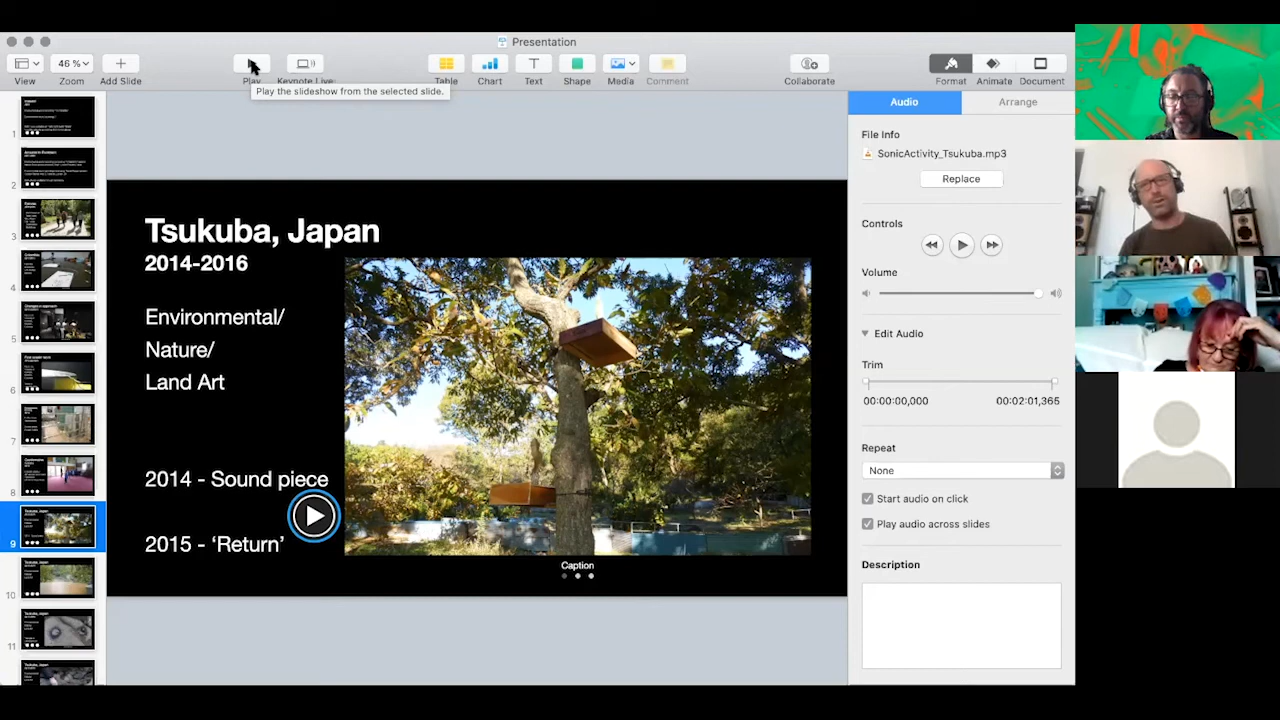 Presentation
View
46 %
Zoom
Add Slide
Play
Keynote Live
Table
Chart
Text
Shape
Media
Comment
Collaborate
Format
Animate
Document
Play the slideshow from the selected slide.
1
2
3
4
5
6
7
8
9
10
11
Tsukuba, Japan
2014-2016
Environmental/
Nature/
Land Art
2014 - Sound piece
2015 - ‘Return’
Caption
Audio
Arrange
File Info
SonicActivity_Tsukuba.mp3
Replace
Controls
Volume
Edit Audio
Trim
00:00:00,000
00:02:01,365
Repeat
None
Start audio on click
Play audio across slides
Description